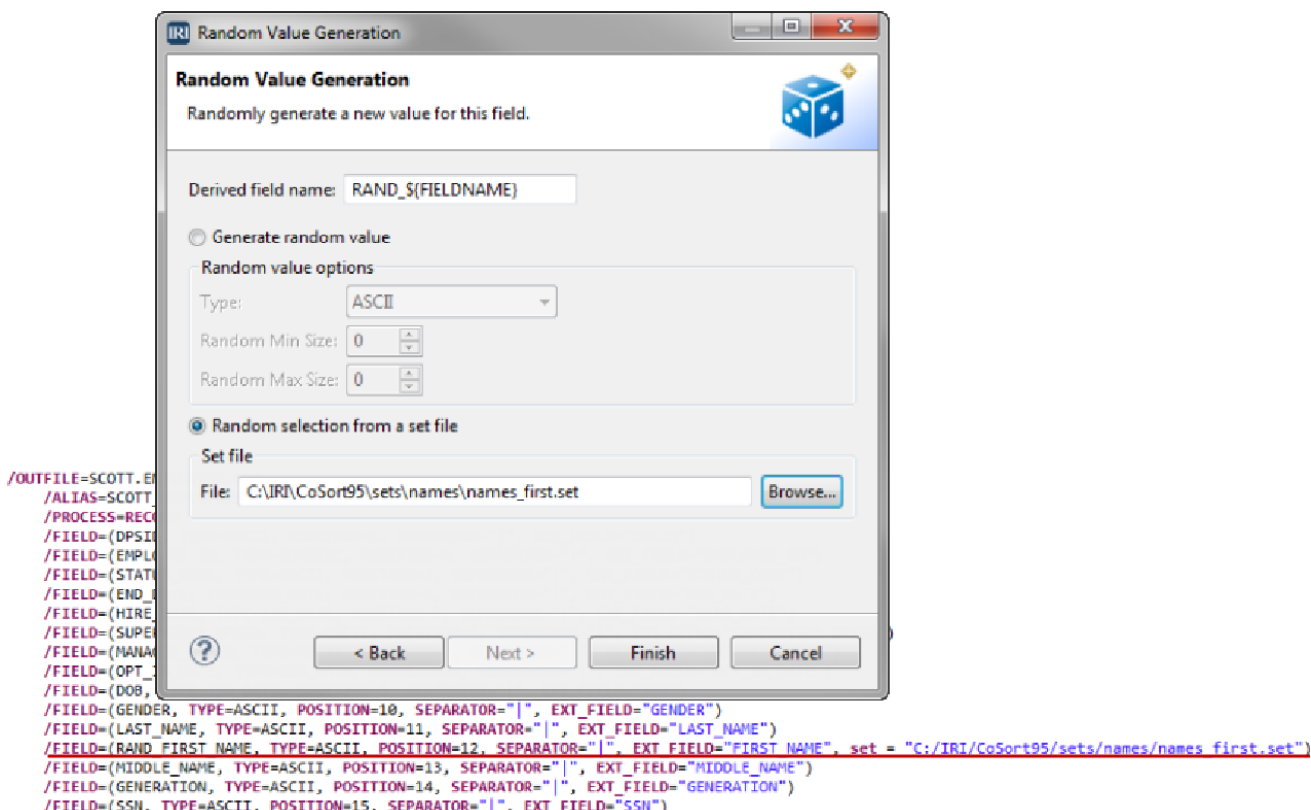 IRI Random Value Generation
Random Value Generation
Randomly generate a new value for this field.
Derived field name: RAND_${FIELDNAME}
Generate random value
Random value options
Type: ASCII
Random Min Size: 0
Random Max Size: 0
Random selection from a set file
Set file
File: C:\IRI\CoSort95\sets\names\names_first.set Browse...
? < Back Next > Finish Cancel
/OUTFILE=SCOTT.EM
/ALIAS=SCOTT_
/PROCESS=RECO
/FIELD=(DPSID
/FIELD=(EMPLO
/FIELD=(STATU
/FIELD=(END_D
/FIELD=(HIRE_
/FIELD=(SUPER )
/FIELD=(MANAG
/FIELD=(OPT_I
/FIELD=(DOB,
/FIELD=(GENDER, TYPE=ASCII, POSITION=10, SEPARATOR="|", EXT_FIELD="GENDER")
/FIELD=(LAST_NAME, TYPE=ASCII, POSITION=11, SEPARATOR="|", EXT_FIELD="LAST_NAME")
/FIELD=(RAND_FIRST_NAME, TYPE=ASCII, POSITION=12, SEPARATOR="|", EXT_FIELD="FIRST_NAME", set = "C:/IRI/CoSort95/sets/names/names_first.set")
/FIELD=(MIDDLE_NAME, TYPE=ASCII, POSITION=13, SEPARATOR="|", EXT_FIELD="MIDDLE_NAME")
/FIELD=(GENERATION, TYPE=ASCII, POSITION=14, SEPARATOR="|", EXT_FIELD="GENERATION")
/FIELD=(SSN, TYPE=ASCII, POSITION=15, SEPARATOR="|", EXT_FIELD="SSN")